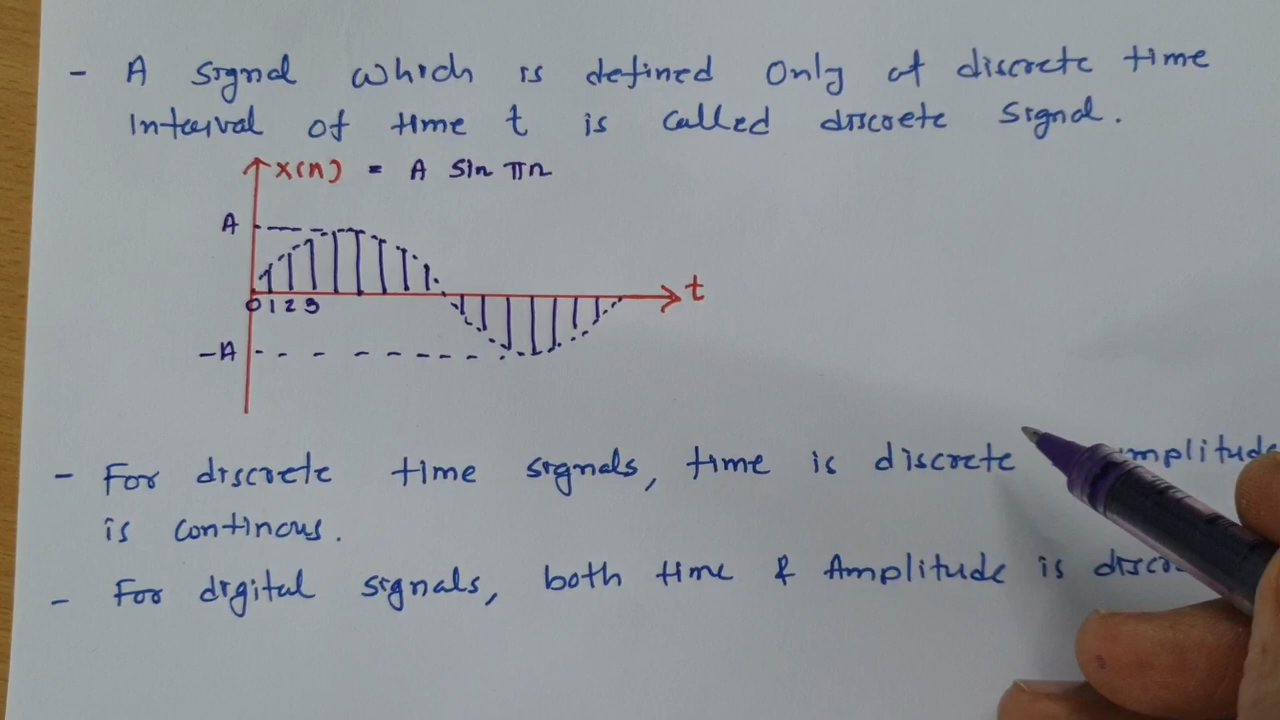 - A signal which is defined only at discrete time
interval of time t is called discrete signal.
x(n) = A sin πn
A
0 1 2 3
t
-A
- For discrete time signals, time is discrete amplitude
is continous.
- For digital signals, both time & Amplitude is